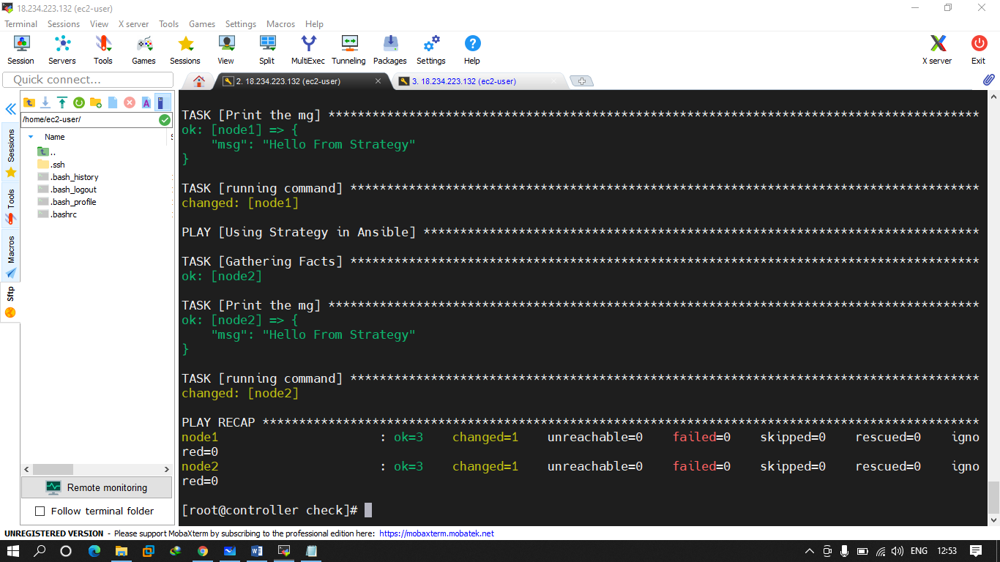 18.234.223.132 (ec2-user)
Terminal Sessions View X server Tools Games Settings Macros Help
Session Servers Tools Games Sessions View Split MultiExec Tunneling Packages Settings Help X server Exit
Quick connect...
2. 18.234.223.132 (ec2-user)
3. 18.234.223.132 (ec2-user)
/home/ec2-user/
Name
..
.ssh
.bash_history
.bash_logout
.bash_profile
.bashrc
Sessions
Tools
Macros
Sftp
Remote monitoring
Follow terminal folder
TASK [Print the mg] *****************************************************************************************
ok: [node1] => {
    "msg": "Hello From Strategy"
}
TASK [running command] **************************************************************************************
changed: [node1]
PLAY [Using Strategy in Ansible] ****************************************************************************
TASK [Gathering Facts] **************************************************************************************
ok: [node2]
TASK [Print the mg] *****************************************************************************************
ok: [node2] => {
    "msg": "Hello From Strategy"
}
TASK [running command] **************************************************************************************
changed: [node2]
PLAY RECAP **************************************************************************************************
node1                      : ok=3    changed=1    unreachable=0    failed=0    skipped=0    rescued=0    igno
red=0
node2                      : ok=3    changed=1    unreachable=0    failed=0    skipped=0    rescued=0    igno
red=0
[root@controller check]#
UNREGISTERED VERSION - Please support MobaXterm by subscribing to the professional edition here: https://mobaxterm.mobatek.net
ENG 12:53